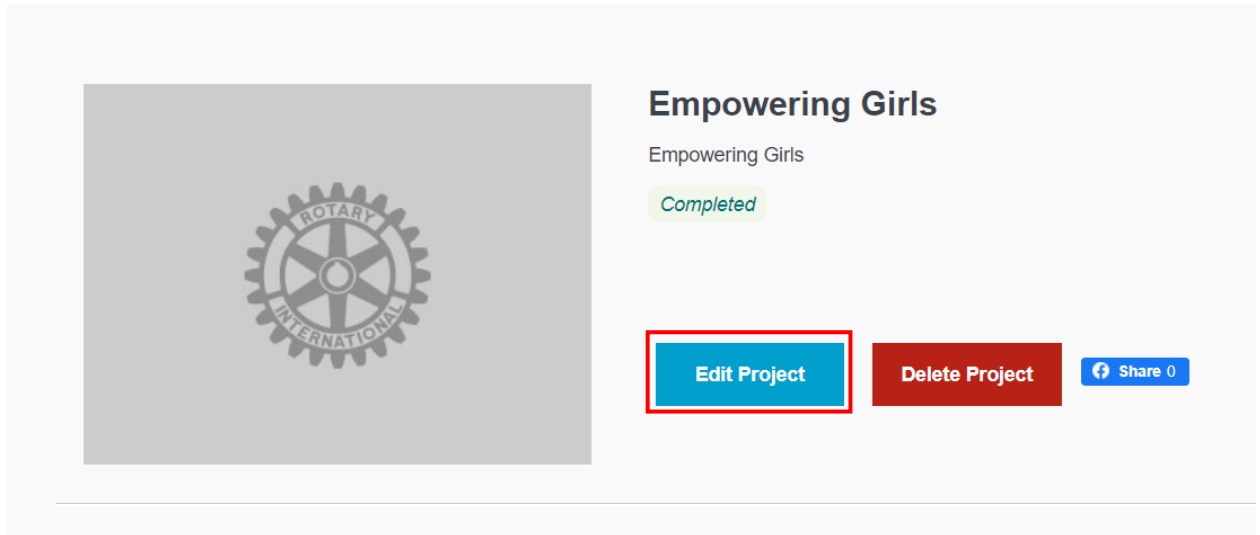 ROTARY
INTERNATIONAL
Empowering Girls
Empowering Girls
Completed
Edit Project
Delete Project
Share 0